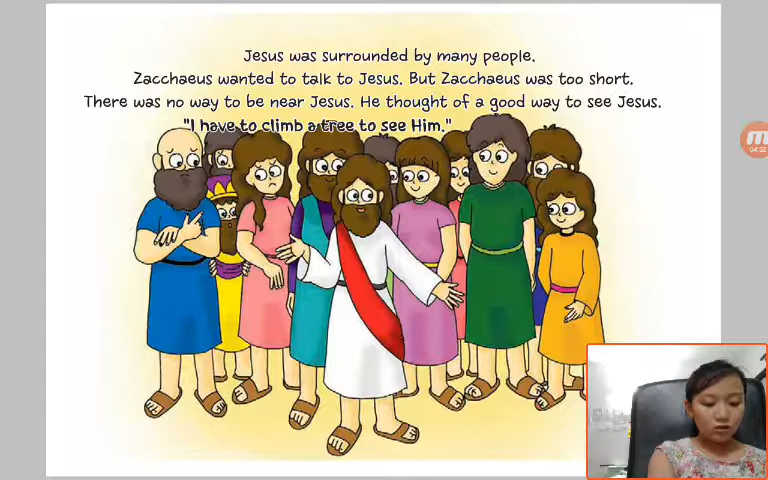 Jesus was surrounded by many people.
Zacchaeus wanted to talk to Jesus. But Zacchaeus was too short.
There was no way to be near Jesus. He thought of a good way to see Jesus.
"I have to climb a tree to see Him."
04:52